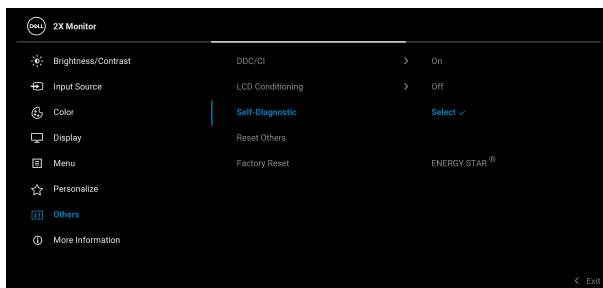 DELL 2X Monitor
Brightness/Contrast DDC/CI On
Input Source LCD Conditioning Off
Color Self-Diagnostic Select
Display Reset Others
Menu Factory Reset ENERGY STAR®
Personalize
Others
More Information
Exit